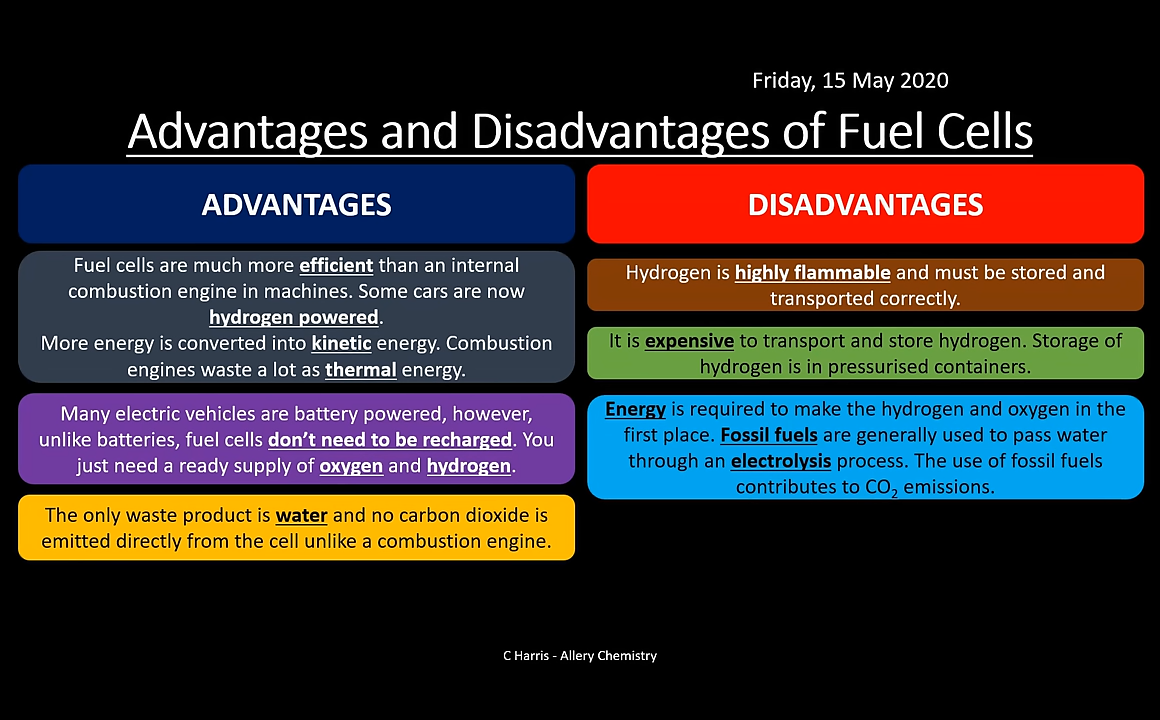 Friday, 15 May 2020
Advantages and Disadvantages of Fuel Cells
ADVANTAGES
Fuel cells are much more efficient than an internal
combustion engine in machines. Some cars are now
hydrogen powered.
More energy is converted into kinetic energy. Combustion
engines waste a lot as thermal energy.
Many electric vehicles are battery powered, however,
unlike batteries, fuel cells don’t need to be recharged. You
just need a ready supply of oxygen and hydrogen.
The only waste product is water and no carbon dioxide is
emitted directly from the cell unlike a combustion engine.
DISADVANTAGES
Hydrogen is highly flammable and must be stored and
transported correctly.
It is expensive to transport and store hydrogen. Storage of
hydrogen is in pressurised containers.
Energy is required to make the hydrogen and oxygen in the
first place. Fossil fuels are generally used to pass water
through an electrolysis process. The use of fossil fuels
contributes to CO₂ emissions.
C Harris - Allery Chemistry